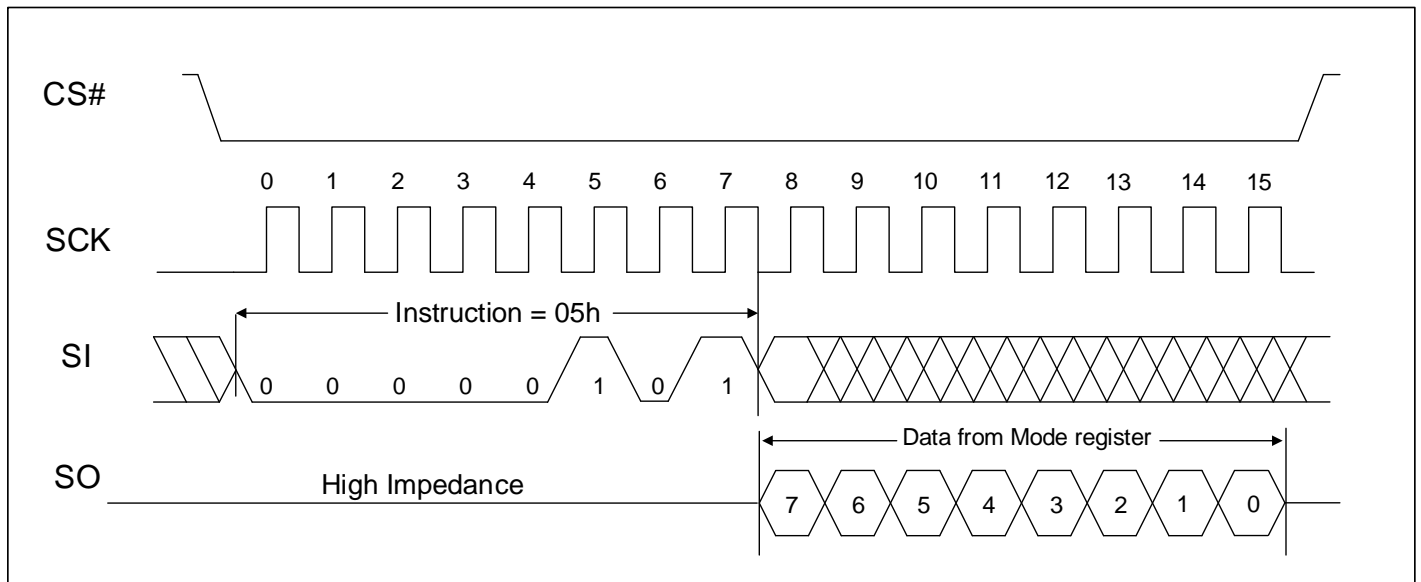 CS#
0 1 2 3 4 5 6 7 8 9 10 11 12 13 14 15
SCK
Instruction = 05h
SI
0 0 0 0 0 1 0 1
Data from Mode register
SO
High Impedance
7 6 5 4 3 2 1 0